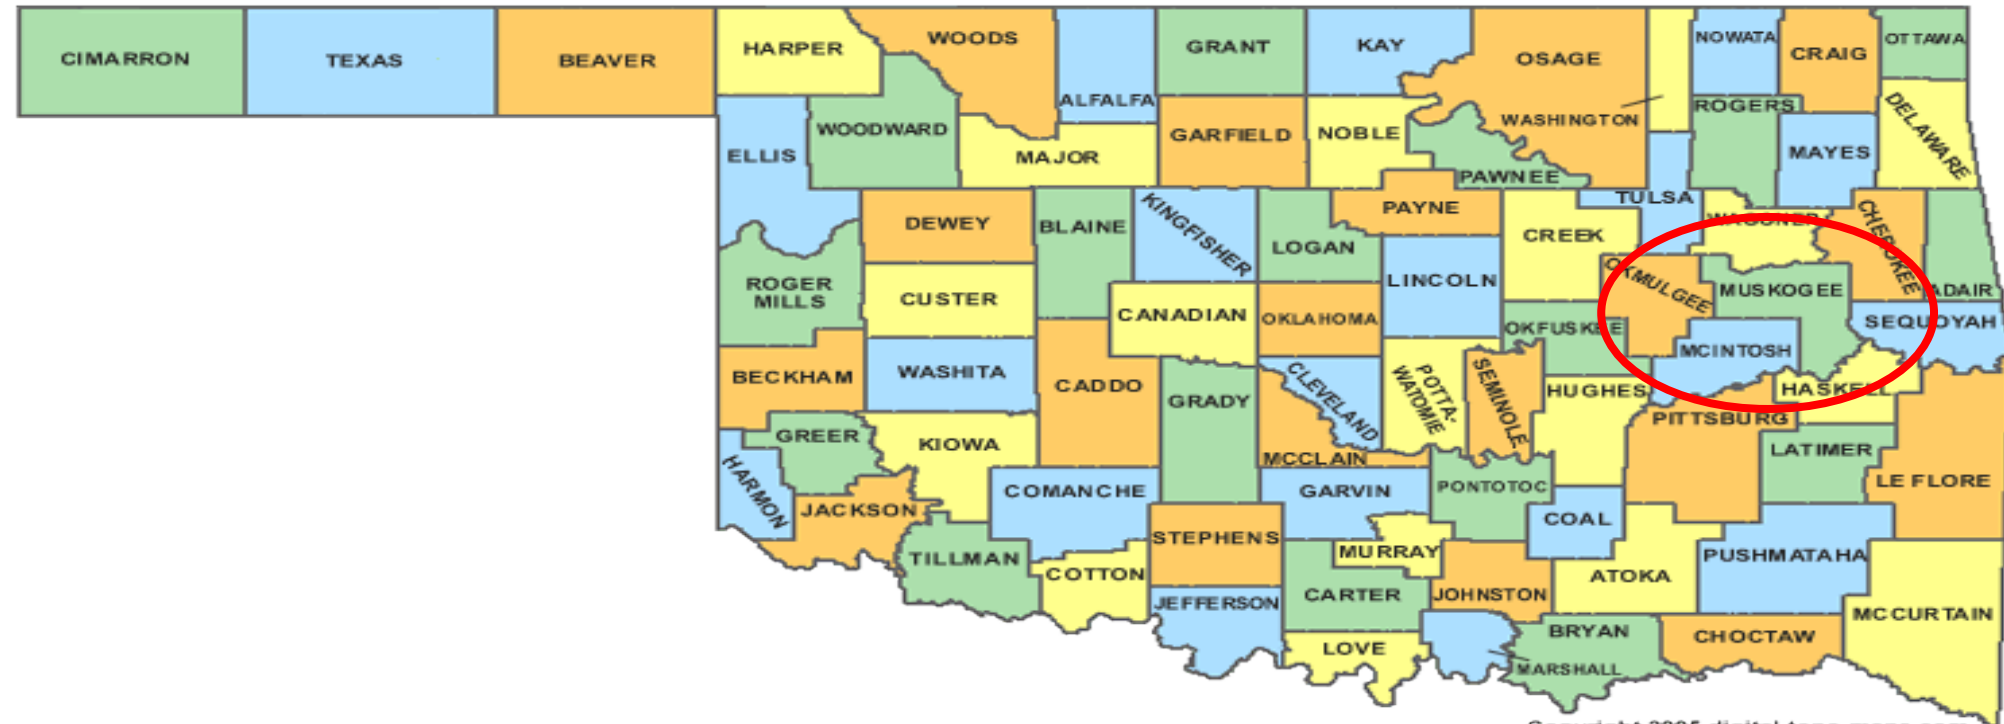 CIMARRON
TEXAS
BEAVER
HARPER
WOODS
ALFALFA
GRANT
KAY
OSAGE
WASHINGTON
NOWATA
CRAIG
OTTAWA
ELLIS
WOODWARD
MAJOR
GARFIELD
NOBLE
PAWNEE
ROGERS
MAYES
DELAWARE
DEWEY
BLAINE
KINGFISHER
LOGAN
PAYNE
CREEK
TULSA
WAGONER
CHEROKEE
ADAIR
ROGER
MILLS
CUSTER
CANADIAN
OKLAHOMA
LINCOLN
OKFUSKEE
OKMULGEE
MUSKOGEE
MCINTOSH
SEQUOYAH
BECKHAM
WASHITA
CADDO
GRADY
CLEVELAND
POTTA-
WATOMIE
SEMINOLE
HUGHES
HASKELL
PITTSBURG
LATIMER
LE FLORE
GREER
KIOWA
MCCLAIN
HARMON
JACKSON
COMANCHE
GARVIN
PONTOTOC
COAL
STEPHENS
MURRAY
TILLMAN
COTTON
JEFFERSON
CARTER
JOHNSTON
ATOKA
PUSHMATAHA
MCCURTAIN
LOVE
BRYAN
MARSHALL
CHOCTAW